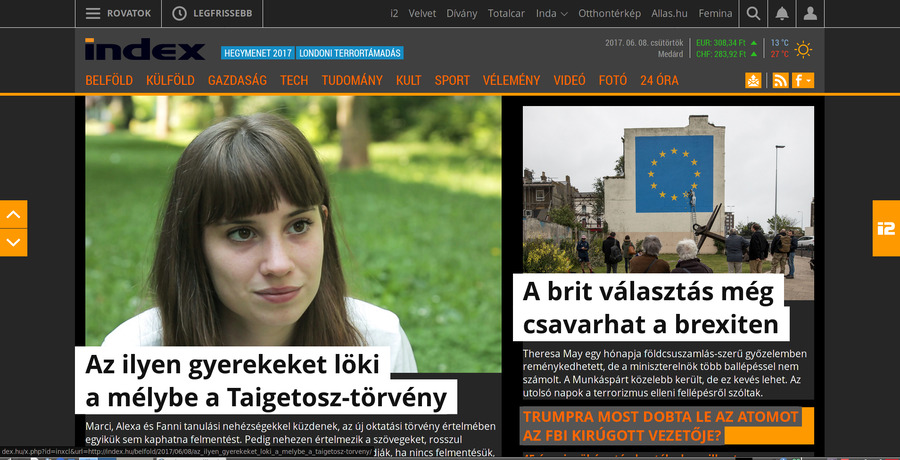 ROVATOK
LEGFRISSEBB
i2 Velvet Dívány Totalcar Inda Otthontérkép Allas.hu Femina
index
HEGYMENET 2017 LONDONI TERRORTÁMADÁS
2017. 06. 08. csütörtök
Medárd
EUR: 308,34 Ft
CHF: 283,92 Ft
13 °C
27 °C
BELFÖLD KÜLFÖLD GAZDASÁG TECH TUDOMÁNY KULT SPORT VÉLEMÉNY VIDEÓ FOTÓ 24 ÓRA
f
i2
Az ilyen gyerekeket löki
a mélybe a Taigetosz-törvény
Marci, Alexa és Fanni tanulási nehézségekkel küzdenek, az új oktatási törvény értelmében
egyikük sem kaphatna felmentést. Pedig nehezen értelmezik a szövegeket, rosszul
ha nincs felmentésük,
dex.hu/x.php?id=inxcl&url=http://index.hu/belfold/2017/06/08/az_ilyen_gyerekeket_loki_a_melybe_a_taigetosz-torveny/
A brit választás még
csavarhat a brexiten
Theresa May egy hónapja földcsuszamlás-szerű győzelemben
reménykedhetett, de a miniszterelnök több ballépéssel nem
számolt. A Munkáspárt közelebb került, de ez kevés lehet. Az
utolsó napok a terrorizmus elleni fellépésről szóltak.
TRUMPRA MOST DOBTA LE AZ ATOMOT
AZ FBI KIRÚGOTT VEZETŐJE?